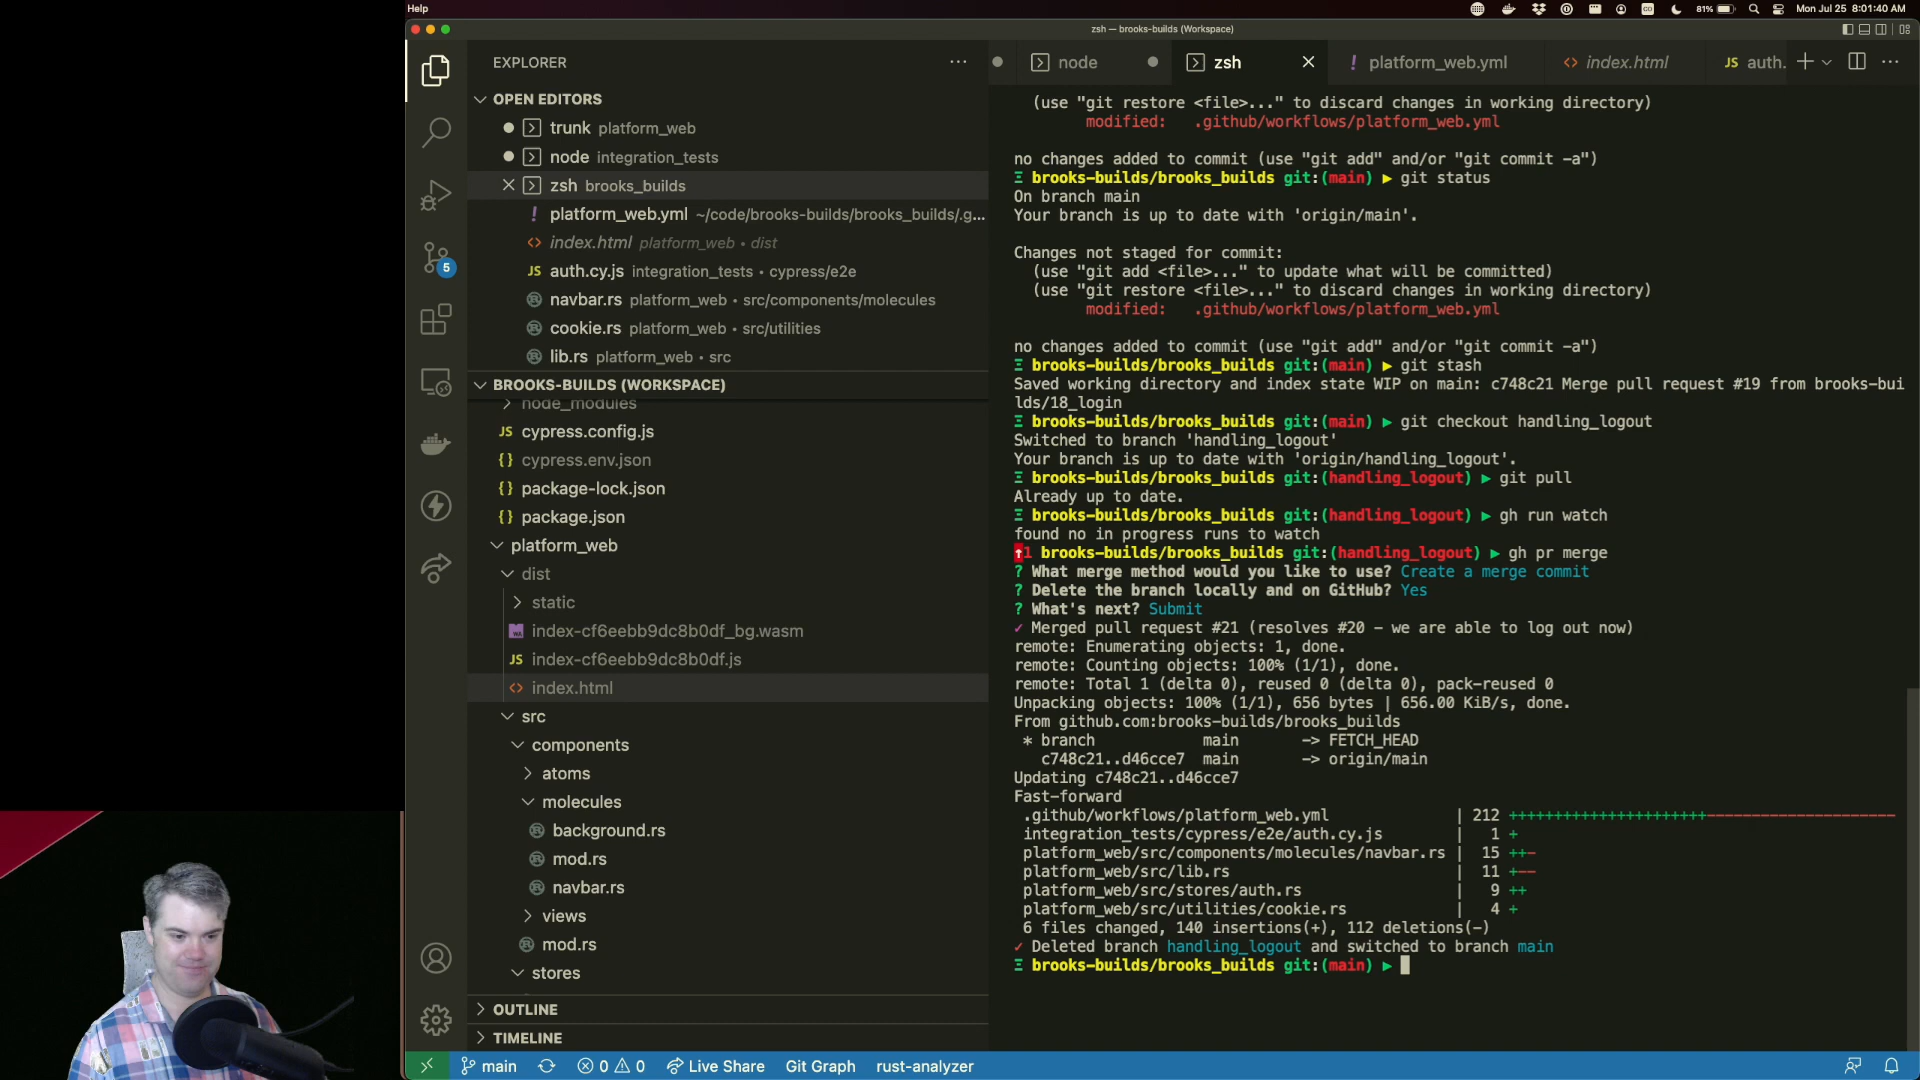 Help
81%
Mon Jul 25 8:01:40 AM
zsh — brooks-builds (Workspace)
EXPLORER
OPEN EDITORS
trunk platform_web
node integration_tests
zsh brooks_builds
! platform_web.yml ~/code/brooks-builds/brooks_builds/.g...
<> index.html platform_web • dist
JS auth.cy.js integration_tests • cypress/e2e
navbar.rs platform_web • src/components/molecules
cookie.rs platform_web • src/utilities
lib.rs platform_web • src
BROOKS-BUILDS (WORKSPACE)
node_modules
JS cypress.config.js
{} cypress.env.json
{} package-lock.json
{} package.json
platform_web
dist
static
index-cf6eebb9dc8b0df_bg.wasm
JS index-cf6eebb9dc8b0df.js
<> index.html
src
components
atoms
molecules
background.rs
mod.rs
navbar.rs
views
mod.rs
stores
OUTLINE
TIMELINE
5
node
zsh
! platform_web.yml
<> index.html
JS auth.
(use "git restore <file>..." to discard changes in working directory)
modified: .github/workflows/platform_web.yml
no changes added to commit (use "git add" and/or "git commit -a")
Ξ brooks-builds/brooks_builds git:(main) ▶ git status
On branch main
Your branch is up to date with 'origin/main'.
Changes not staged for commit:
(use "git add <file>..." to update what will be committed)
(use "git restore <file>..." to discard changes in working directory)
modified: .github/workflows/platform_web.yml
no changes added to commit (use "git add" and/or "git commit -a")
Ξ brooks-builds/brooks_builds git:(main) ▶ git stash
Saved working directory and index state WIP on main: c748c21 Merge pull request #19 from brooks-bui
lds/18_login
Ξ brooks-builds/brooks_builds git:(main) ▶ git checkout handling_logout
Switched to branch 'handling_logout'
Your branch is up to date with 'origin/handling_logout'.
Ξ brooks-builds/brooks_builds git:(handling_logout) ▶ git pull
Already up to date.
Ξ brooks-builds/brooks_builds git:(handling_logout) ▶ gh run watch
found no in progress runs to watch
↑1 brooks-builds/brooks_builds git:(handling_logout) ▶ gh pr merge
? What merge method would you like to use? Create a merge commit
? Delete the branch locally and on GitHub? Yes
? What's next? Submit
✓ Merged pull request #21 (resolves #20 - we are able to log out now)
remote: Enumerating objects: 1, done.
remote: Counting objects: 100% (1/1), done.
remote: Total 1 (delta 0), reused 0 (delta 0), pack-reused 0
Unpacking objects: 100% (1/1), 656 bytes | 656.00 KiB/s, done.
From github.com:brooks-builds/brooks_builds
* branch main -> FETCH_HEAD
c748c21..d46cce7 main -> origin/main
Updating c748c21..d46cce7
Fast-forward
.github/workflows/platform_web.yml | 212 ++++++++++++++++++++++---------------------
integration_tests/cypress/e2e/auth.cy.js | 1 +
platform_web/src/components/molecules/navbar.rs | 15 ++-
platform_web/src/lib.rs | 11 +--
platform_web/src/stores/auth.rs | 9 ++
platform_web/src/utilities/cookie.rs | 4 +
6 files changed, 140 insertions(+), 112 deletions(-)
✓ Deleted branch handling_logout and switched to branch main
Ξ brooks-builds/brooks_builds git:(main) ▶
main
0
0
Live Share
Git Graph
rust-analyzer